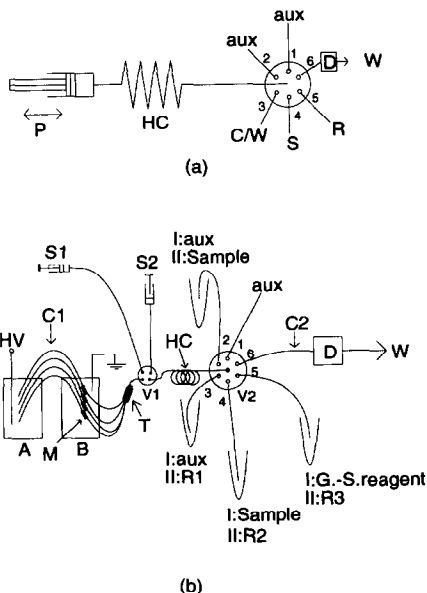 aux
aux
2
1
6
D
W
P
HC
3
4
5
C/W
S
R
(a)
I:aux
II:Sample
S1
S2
aux
C1
HC
C2
HV
2
1
6
D
W
V1
3
5
4
V2
A
M
B
T
I:aux
II:R1
I:G.-S.reagent
II:R3
I:Sample
II:R2
(b)